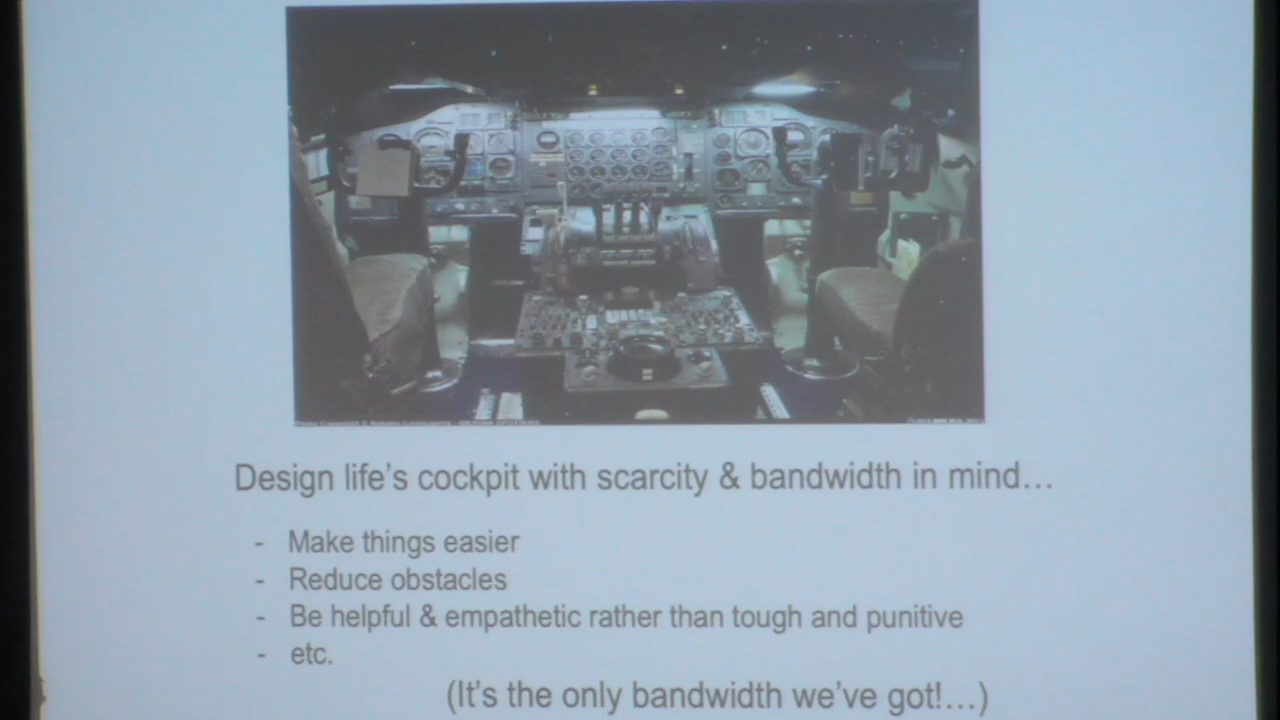 Design life's cockpit with scarcity & bandwidth in mind…
- Make things easier
- Reduce obstacles
- Be helpful & empathetic rather than tough and punitive
- etc.
(It's the only bandwidth we've got!…)